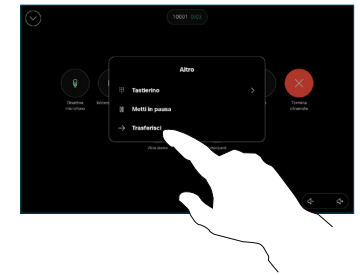 10001
Altro
Disattiva
microfono
Tastierino
Metti in pausa
Trasferisci
Termina
chiamata